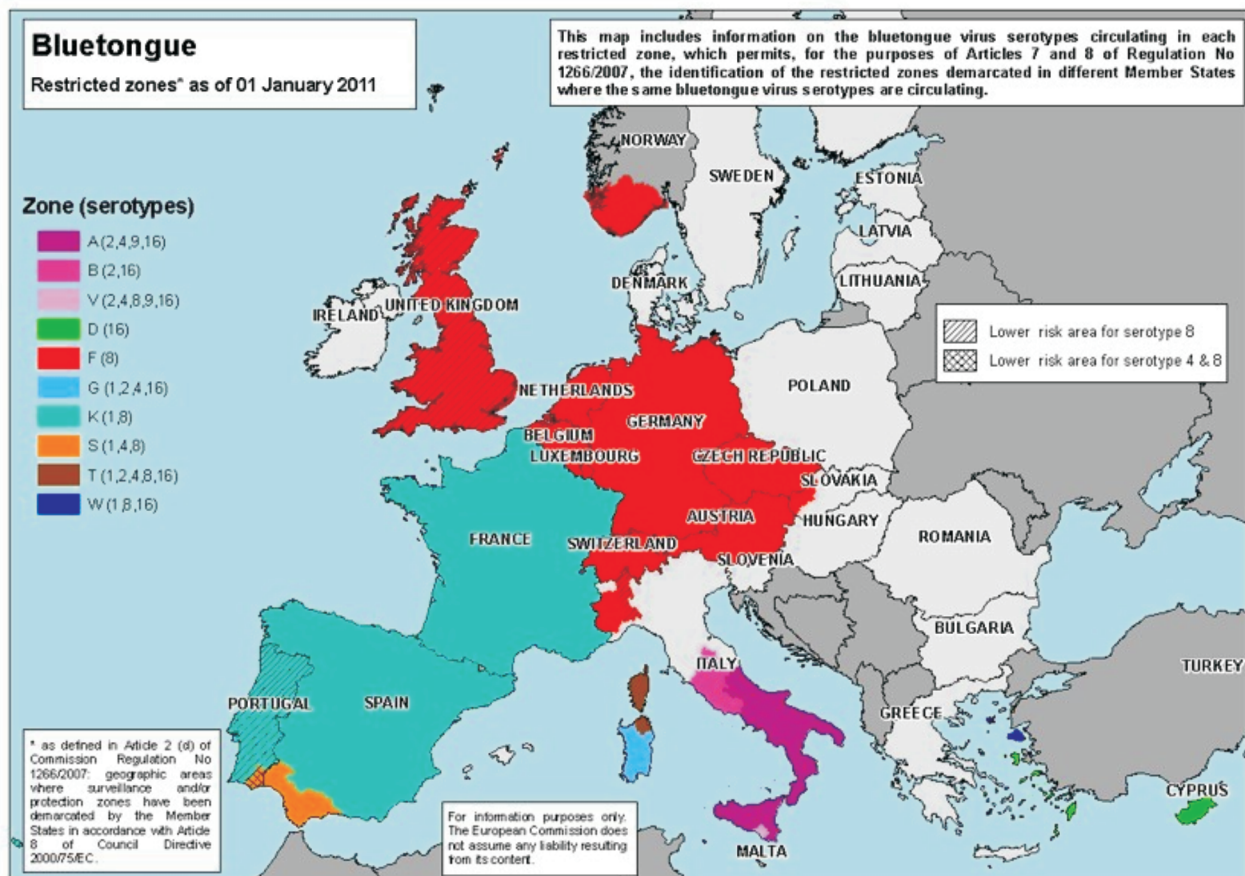 Bluetongue
Restricted zones* as of 01 January 2011
This map includes information on the bluetongue virus serotypes circulating in each
restricted zone, which permits, for the purposes of Articles 7 and 8 of Regulation No
1266/2007, the identification of the restricted zones demarcated in different Member States
where the same bluetongue virus serotypes are circulating.
Zone (serotypes)
A (2,4,9,16)
B (2,16)
V (2,4,8,9,16)
D (16)
F (8)
G (1,2,4,16)
K (1,8)
S (1,4,8)
T (1,2,4,8,16)
W (1,8,16)
Lower risk area for serotype 8
Lower risk area for serotype 4 & 8
NORWAY
SWEDEN
ESTONIA
LATVIA
LITHUANIA
DENMARK
IRELAND
UNITED KINGDOM
NETHERLANDS
POLAND
GERMANY
BELGIUM
LUXEMBOURG
CZECH REPUBLIC
SLOVAKIA
AUSTRIA
HUNGARY
FRANCE
SWITZERLAND
ROMANIA
SLOVENIA
BULGARIA
ITALY
TURKEY
PORTUGAL
SPAIN
GREECE
CYPRUS
MALTA
* as defined in Article 2 (d) of
Commission Regulation No
1266/2007: geographic areas
where surveillance and/or
protection zones have been
demarcated by the Member
States in accordance with Article
8 of Council Directive
2000/75/EC.
For information purposes only.
The European Commission does
not assume any liability resulting
from its content.